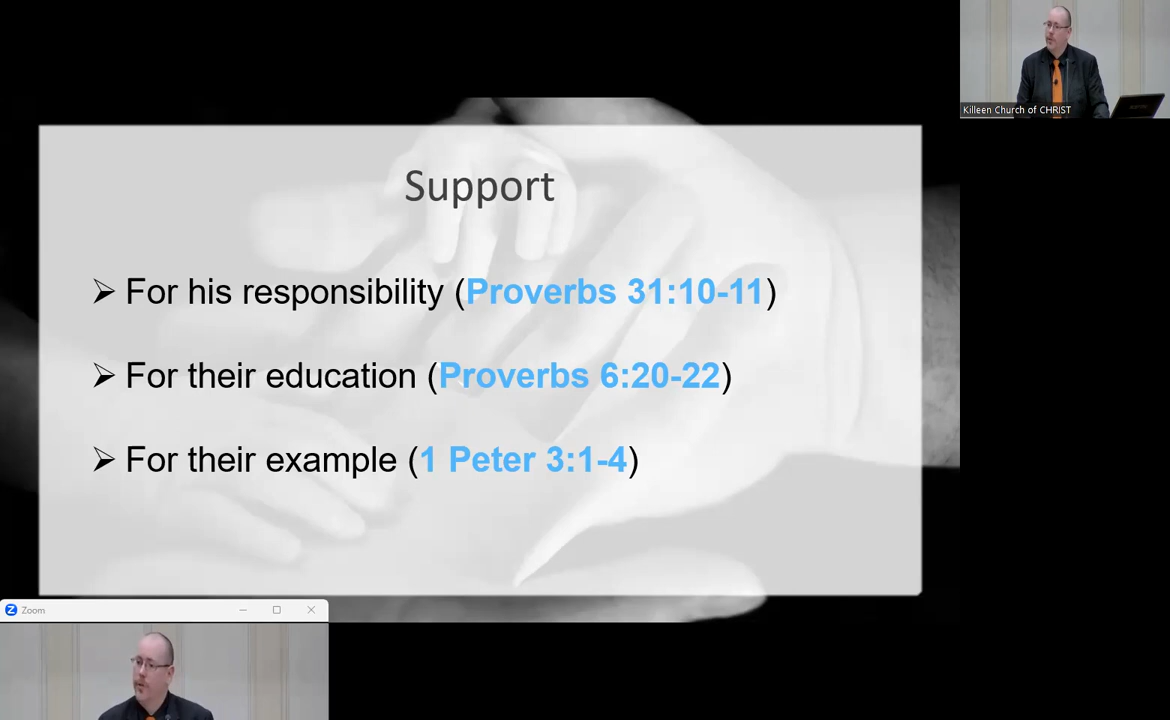 Killeen Church of CHRIST
Support
➢ For his responsibility (Proverbs 31:10-11)
➢ For their education (Proverbs 6:20-22)
➢ For their example (1 Peter 3:1-4)
Zoom